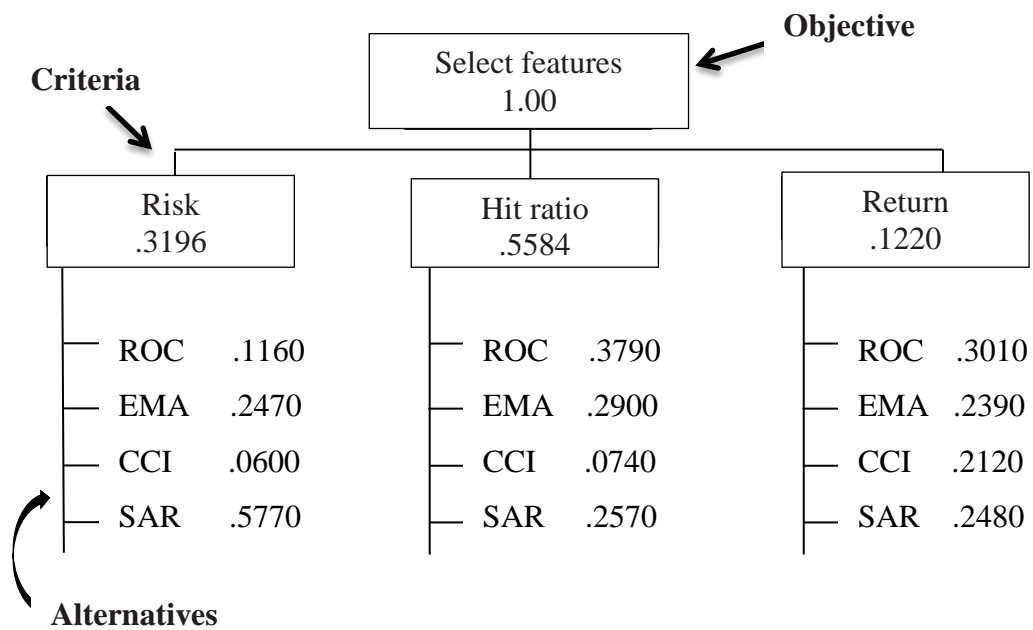 Objective
Select features
1.00
Criteria
Risk
.3196
Hit ratio
.5584
Return
.1220
ROC .1160
EMA .2470
CCI .0600
SAR .5770
ROC .3790
EMA .2900
CCI .0740
SAR .2570
ROC .3010
EMA .2390
CCI .2120
SAR .2480
Alternatives